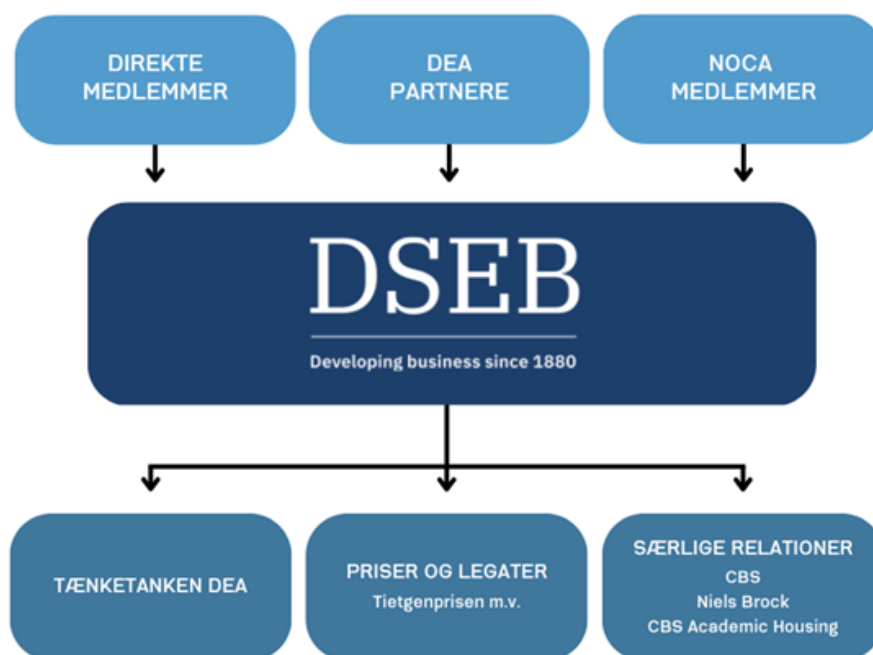 DIREKTE
MEDLEMMER
DEA
PARTNERE
NOCA
MEDLEMMER
DSEB
Developing business since 1880
TÆNKETANKEN DEA
PRISER OG LEGATER
Tietgenprisen m.v.
SÆRLIGE RELATIONER
CBS
Niels Brock
CBS Academic Housing